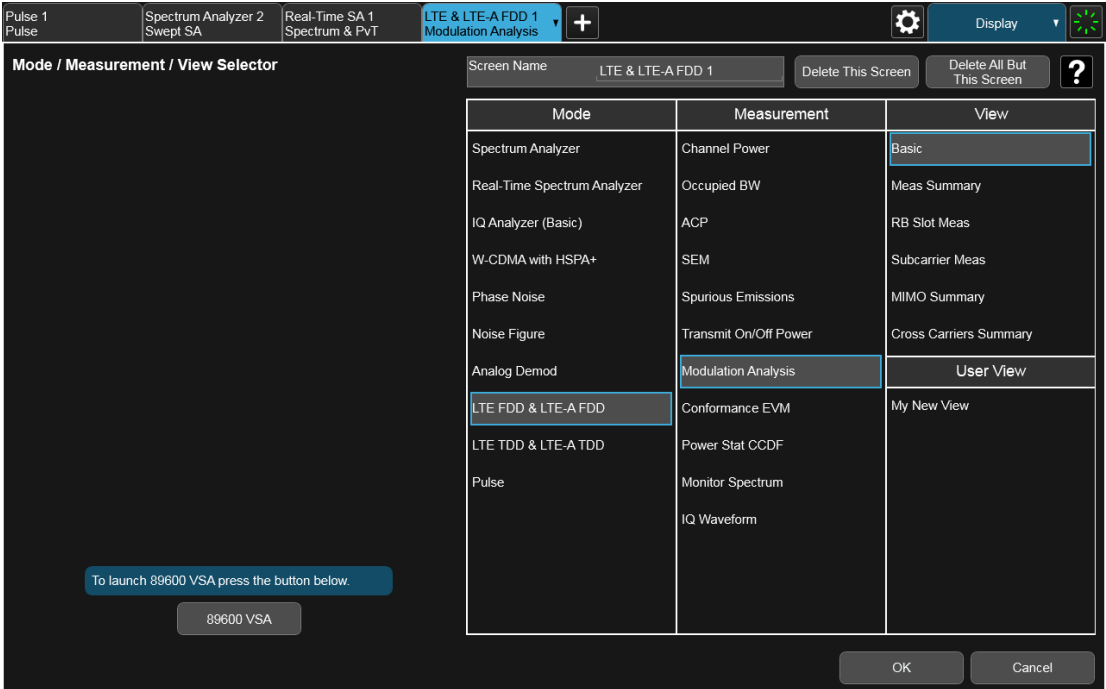 Pulse 1
Pulse
Spectrum Analyzer 2
Swept SA
Real-Time SA 1
Spectrum & PvT
LTE & LTE-A FDD 1
Modulation Analysis
Display
Mode / Measurement / View Selector
Screen Name
LTE & LTE-A FDD 1
Delete This Screen
Delete All But
This Screen
?
Mode
Spectrum Analyzer
Real-Time Spectrum Analyzer
IQ Analyzer (Basic)
W-CDMA with HSPA+
Phase Noise
Noise Figure
Analog Demod
LTE FDD & LTE-A FDD
LTE TDD & LTE-A TDD
Pulse
Measurement
Channel Power
Occupied BW
ACP
SEM
Spurious Emissions
Transmit On/Off Power
Modulation Analysis
Conformance EVM
Power Stat CCDF
Monitor Spectrum
IQ Waveform
View
Basic
Meas Summary
RB Slot Meas
Subcarrier Meas
MIMO Summary
Cross Carriers Summary
User View
My New View
To launch 89600 VSA press the button below.
89600 VSA
OK
Cancel